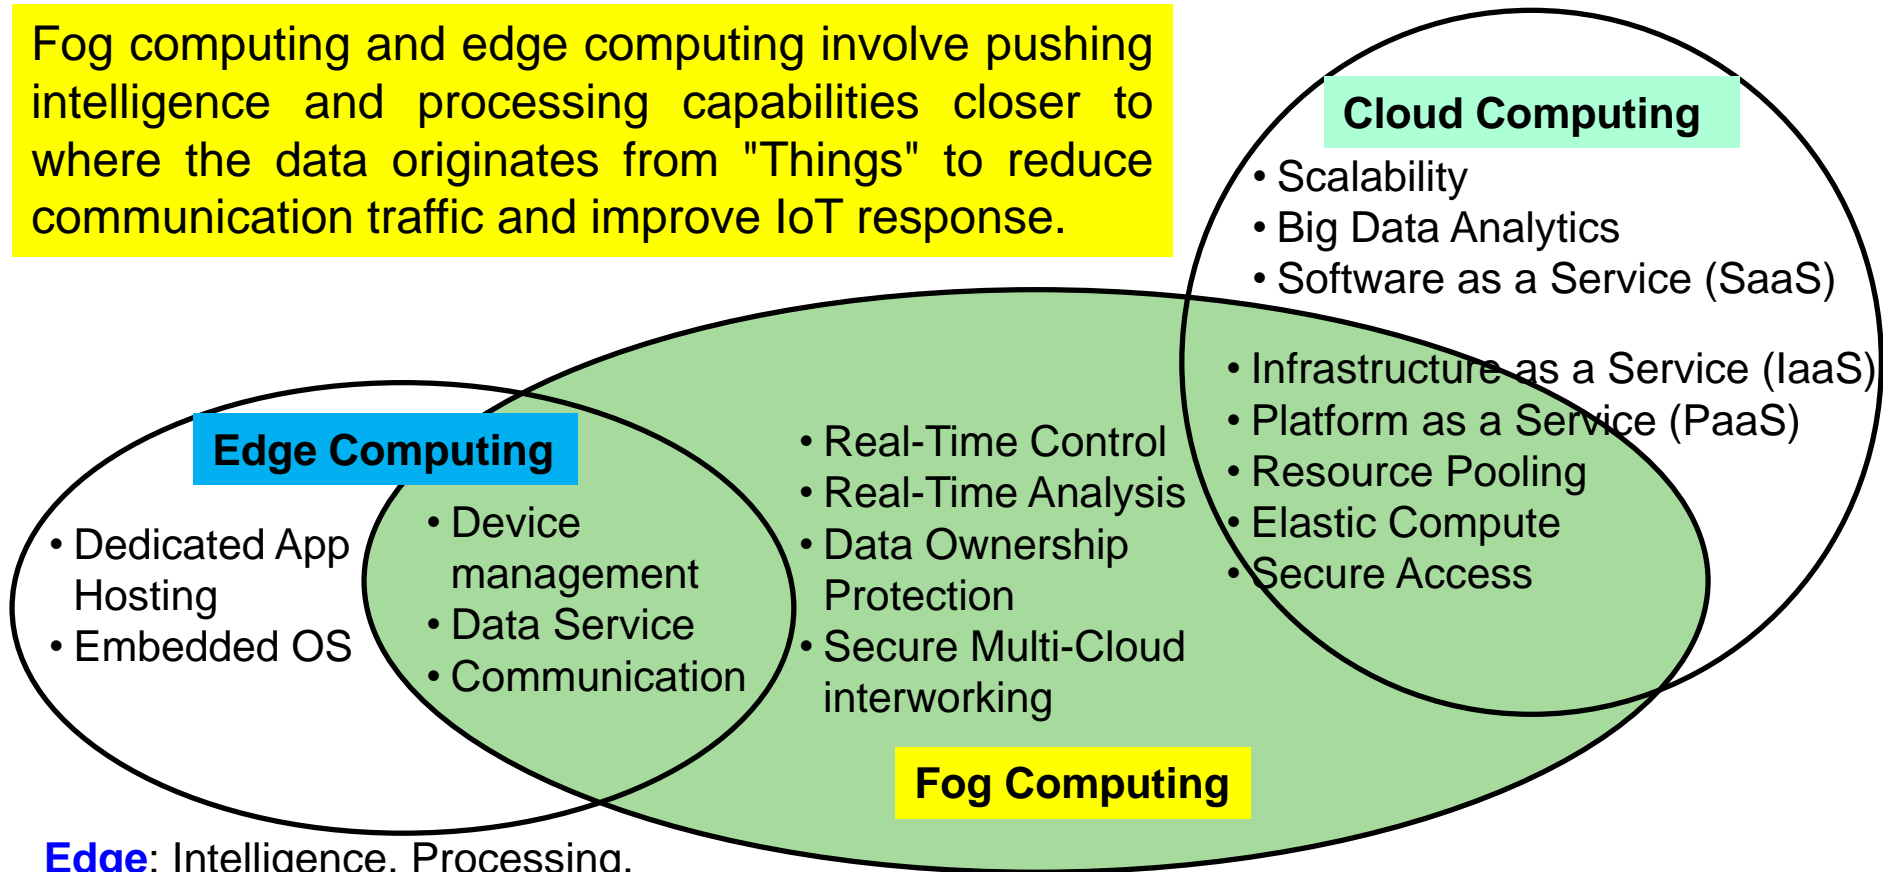 Fog computing and edge computing involve pushing
intelligence and processing capabilities closer to
where the data originates from "Things" to reduce
communication traffic and improve IoT response.
Cloud Computing
• Scalability
• Big Data Analytics
• Software as a Service (SaaS)
• Infrastructure as a Service (IaaS)
• Platform as a Service (PaaS)
• Resource Pooling
• Elastic Compute
• Secure Access
Edge Computing
• Dedicated App
Hosting
• Embedded OS
• Device
management
• Data Service
• Communication
• Real-Time Control
• Real-Time Analysis
• Data Ownership
Protection
• Secure Multi-Cloud
interworking
Fog Computing
Edge: Intelligence, Processing,